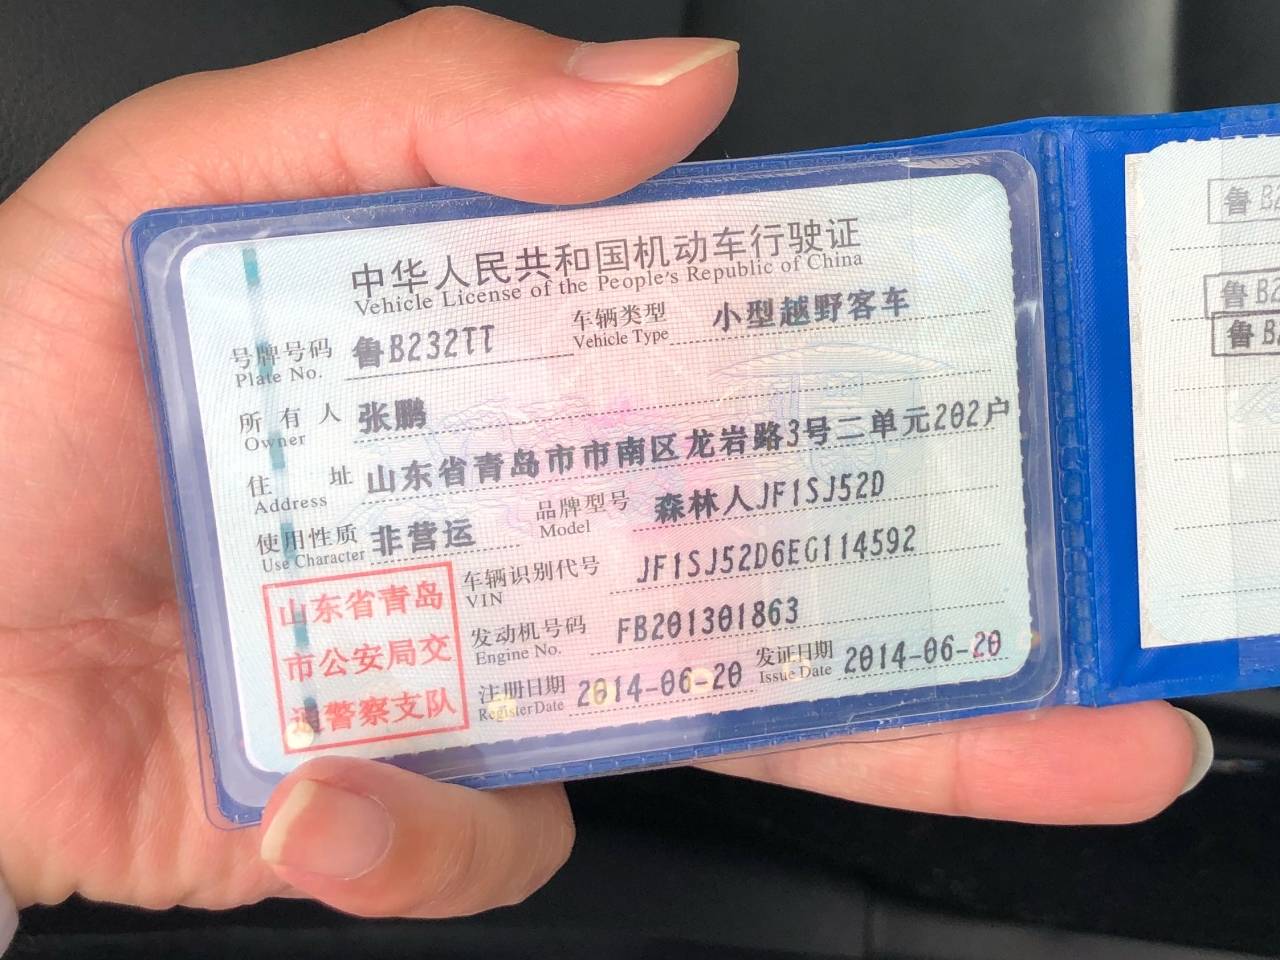 中华人民共和国机动车行驶证
Vehicle License of the People's Republic of China
号牌号码 鲁B232TT 车辆类型 小型越野客车
Plate No. Vehicle Type
所有人 张鹏
Owner
住址 山东省青岛市市南区龙岩路3号二单元202户
Address
使用性质 非营运 品牌型号 森林人JF1SJ52D
Use Character Model
车辆识别代号 JF1SJ52D6EG114592
VIN
发动机号码 FB201301863
Engine No.
注册日期 2014-06-20 发证日期 2014-06-20
Register Date Issue Date
山东省青岛
市公安局交
通警察支队
鲁B2
鲁B2
鲁B2